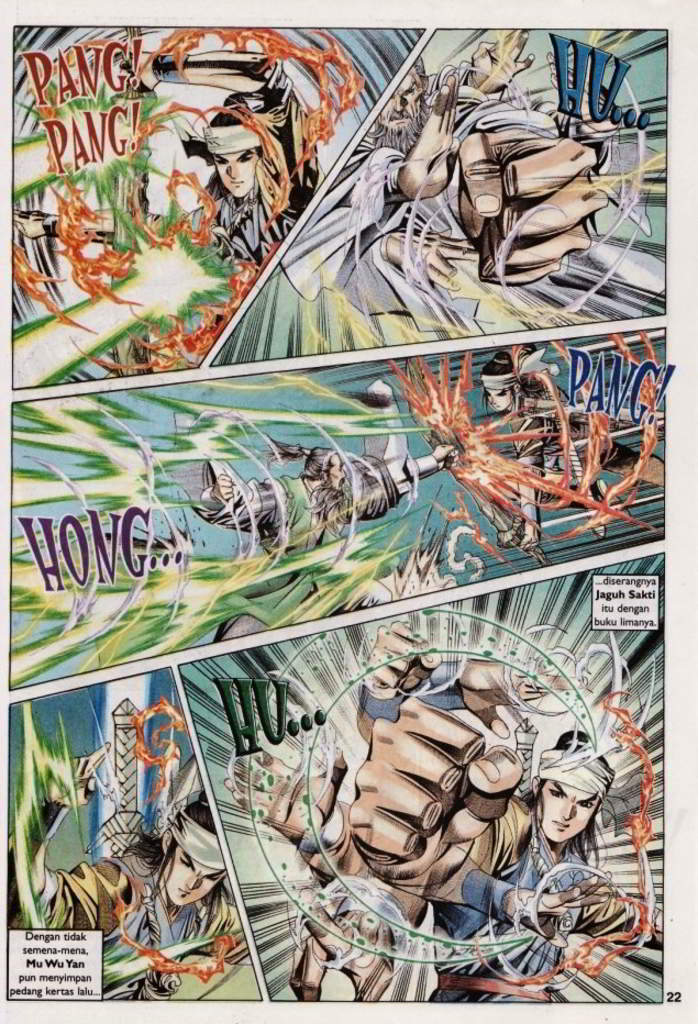 PANG!
PANG!
HU...
PANG!
HONG...
...diserangnya
Jaguh Sakti
itu dengan
buku limanya.
HU...
Dengan tidak
semena-mena,
Mu Wu Yan
pun menyimpan
pedang kertas lalu...
22